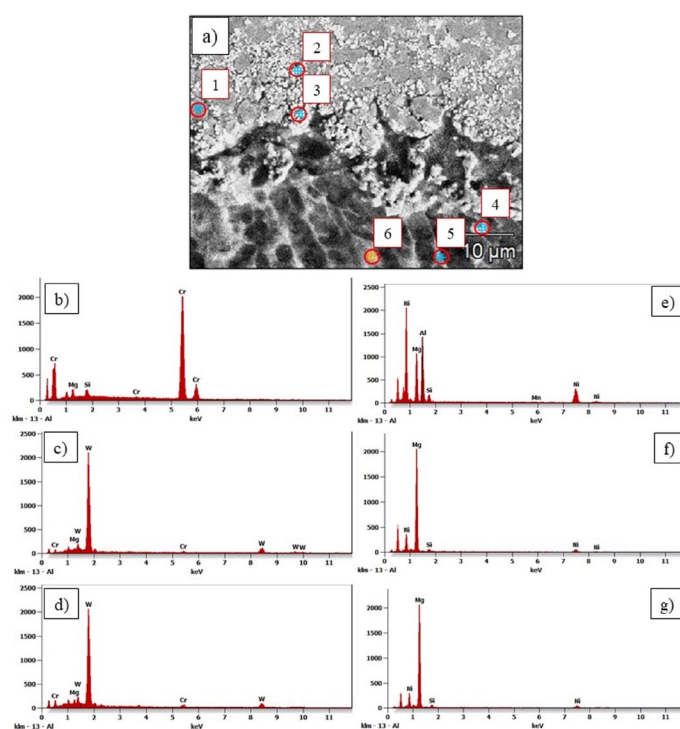 a)
2
1
3
4
6
5
10 µm
b)
2000
1500
1000
500
0
Cr
Mg
Si
Cr
Cr
Cr
0 1 2 3 4 5 6 7 8 9 10 11
klm - 13 - Al
keV
e)
2500
2000
1500
1000
500
0
Ni
Mg
Al
Si
Mn
Ni
Ni
0 1 2 3 4 5 6 7 8 9 10 11
klm - 13 - Al
keV
c)
2000
1500
1000
500
0
Cr
Mg
W
W
Cr
W
W W
0 1 2 3 4 5 6 7 8 9 10 11
klm - 13 - Al
keV
f)
2000
1500
1000
500
0
Ni
Mg
Si
Ni
Ni
0 1 2 3 4 5 6 7 8 9 10 11
klm - 13 - Al
keV
d)
2000
1500
1000
500
0
Cr
Mg
W
W
Cr
W
0 1 2 3 4 5 6 7 8 9 10 11
klm - 13 - Al
keV
g)
2000
1500
1000
500
0
Ni
Mg
Si
Ni
0 1 2 3 4 5 6 7 8 9 10 11
klm - 13 - Al
keV